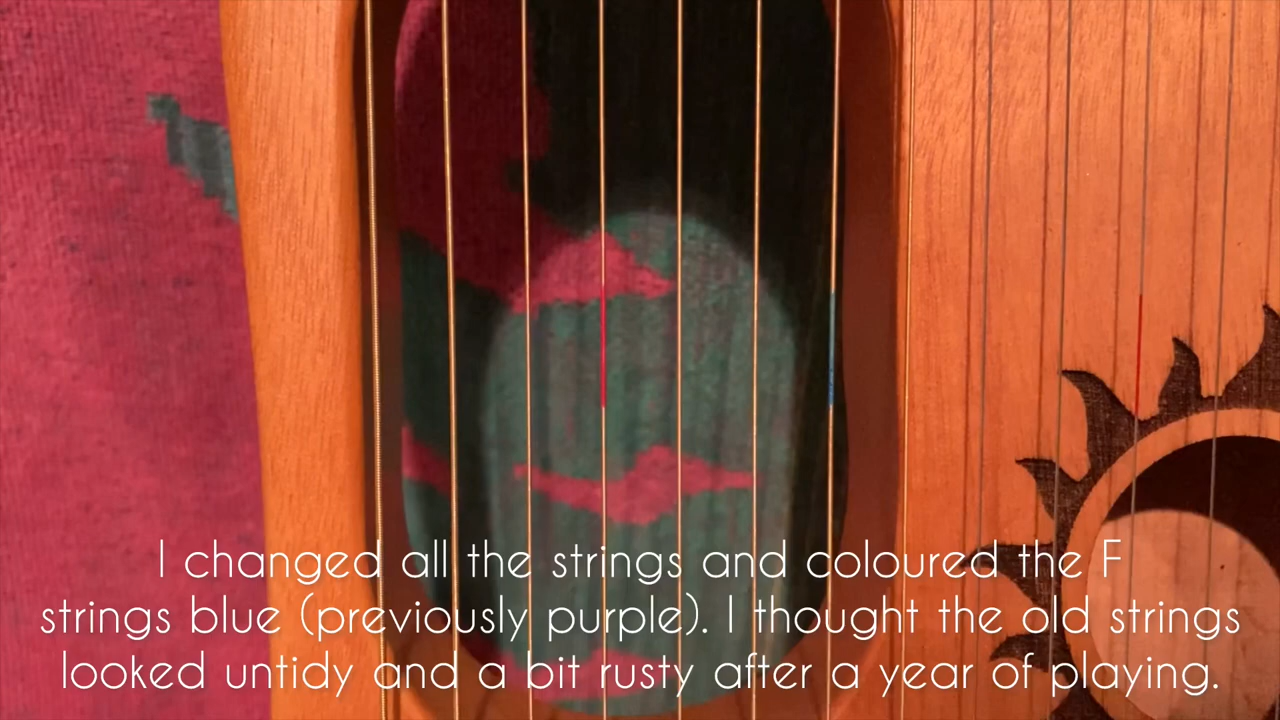 I changed all the strings and coloured the F
strings blue (previously purple). I thought the old strings
looked untidy and a bit rusty after a year of playing.